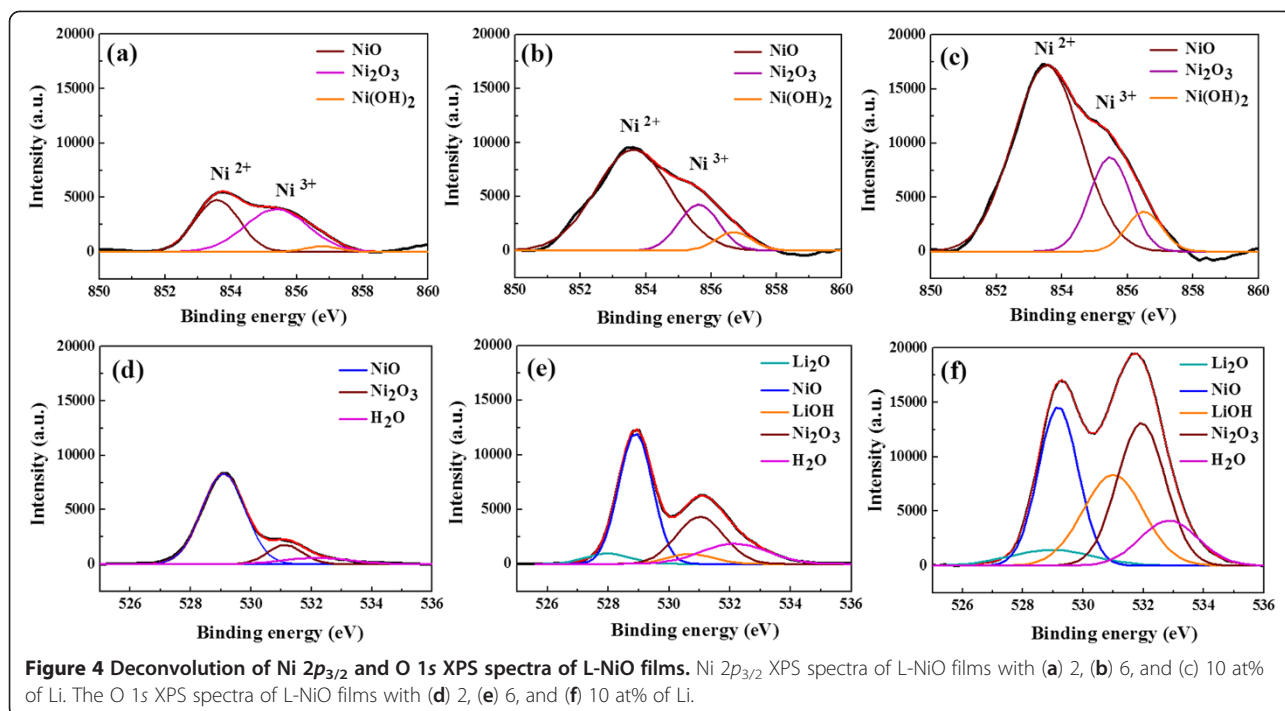 (a)
NiO
Ni₂O₃
Ni(OH)₂
Ni ²⁺
Ni ³⁺
20000
15000
10000
5000
0
850 852 854 856 858 860
Intensity (a.u.)
Binding energy (eV)
(b)
NiO
Ni₂O₃
Ni(OH)₂
Ni ²⁺
Ni ³⁺
20000
15000
10000
5000
0
850 852 854 856 858 860
Intensity (a.u.)
Binding energy (eV)
(c)
NiO
Ni₂O₃
Ni(OH)₂
Ni ²⁺
Ni ³⁺
20000
15000
10000
5000
0
850 852 854 856 858 860
Intensity (a.u.)
Binding energy (eV)
(d)
NiO
Ni₂O₃
H₂O
20000
15000
10000
5000
0
526 528 530 532 534 536
Intensity (a.u.)
Binding energy (eV)
(e)
Li₂O
NiO
LiOH
Ni₂O₃
H₂O
20000
15000
10000
5000
0
526 528 530 532 534 536
Intensity (a.u.)
Binding energy (eV)
(f)
Li₂O
NiO
LiOH
Ni₂O₃
H₂O
20000
15000
10000
5000
0
526 528 530 532 534 536
Intensity (a.u.)
Binding energy (eV)
Figure 4 Deconvolution of Ni 2p₃/₂ and O 1s XPS spectra of L-NiO films. Ni 2p₃/₂ XPS spectra of L-NiO films with (a) 2, (b) 6, and (c) 10 at%
of Li. The O 1s XPS spectra of L-NiO films with (d) 2, (e) 6, and (f) 10 at% of Li.